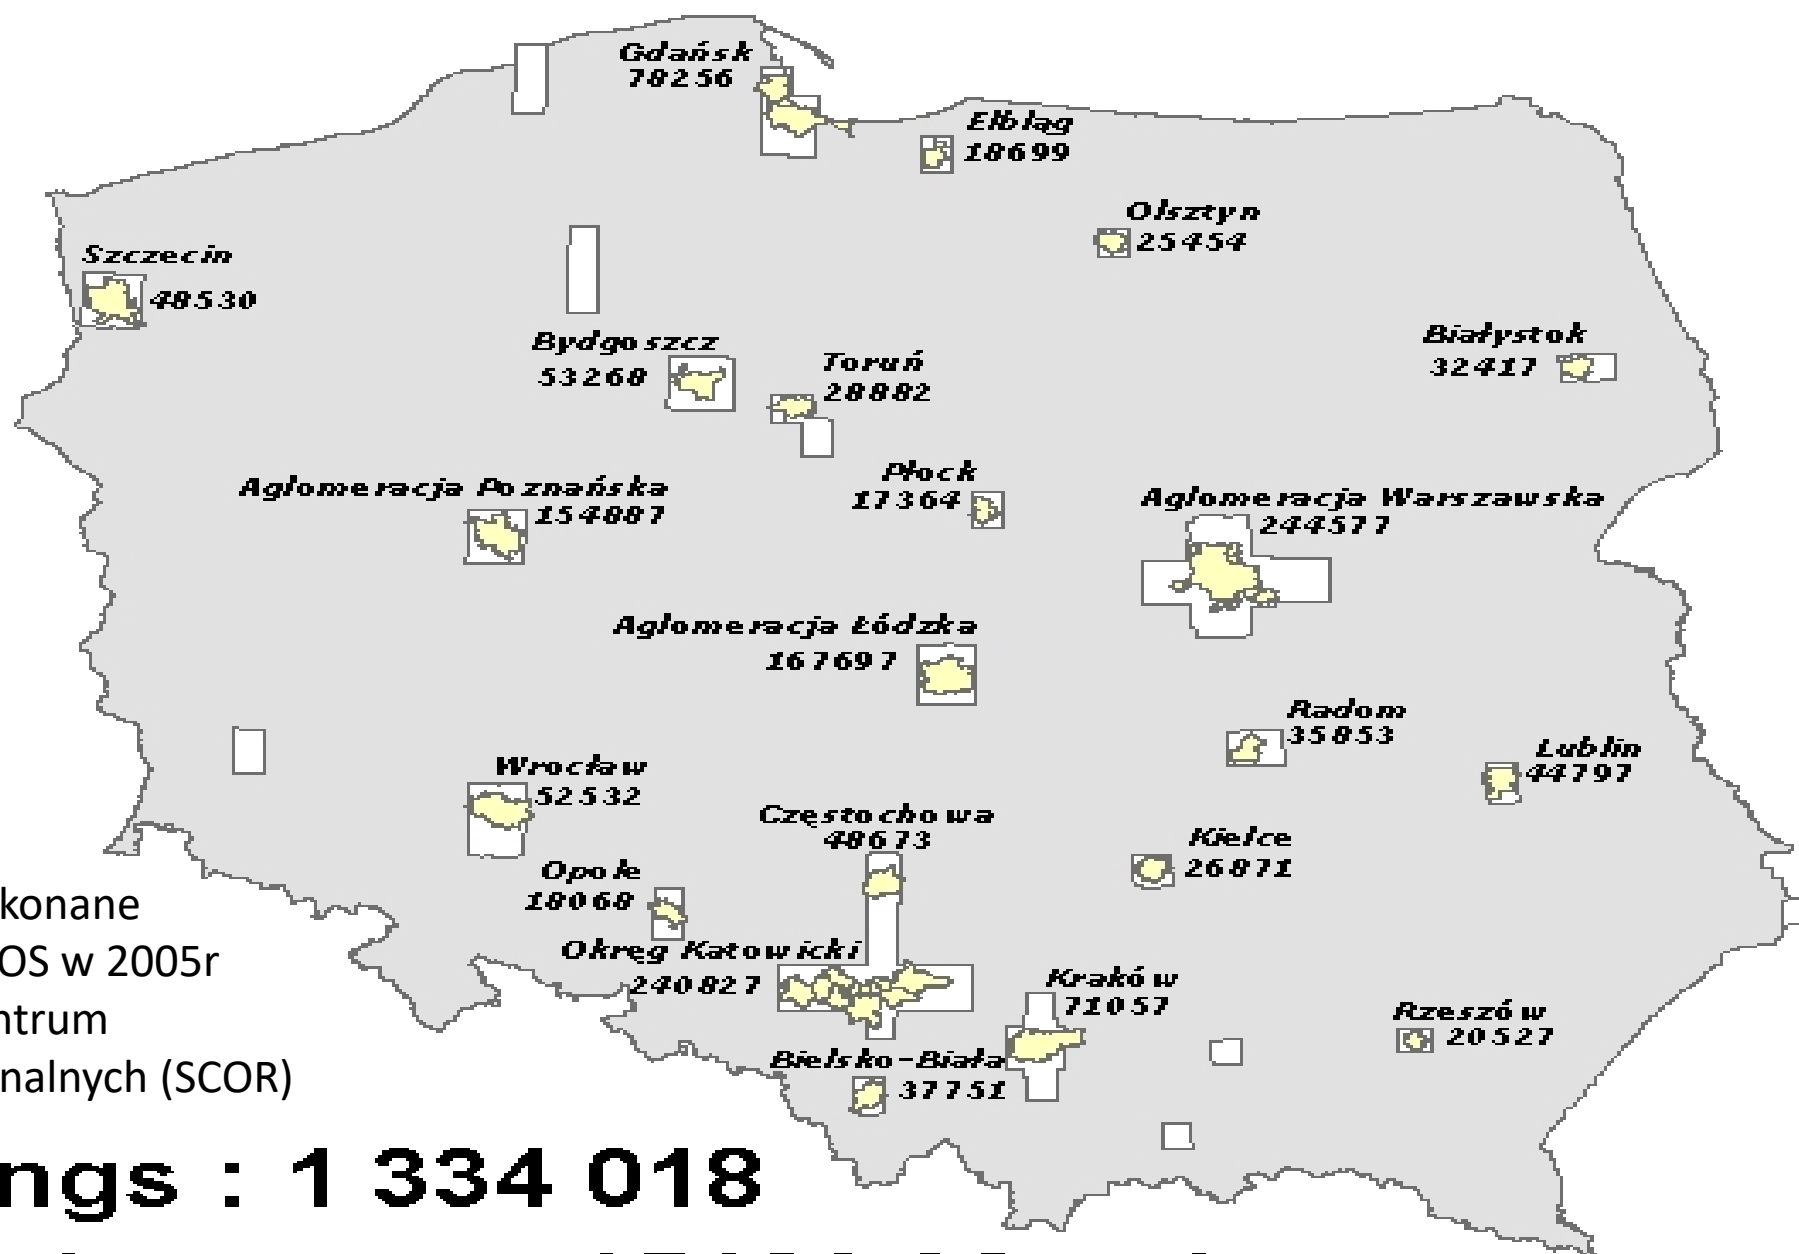 Gdańsk
78256
Elbląg
18699
Olsztyn
25454
Szczecin
48530
Białystok
32417
Bydgoszcz
53268
Toruń
28882
Płock
17364
Aglomeracja Poznańska
154887
Aglomeracja Warszawska
244577
Aglomeracja Łódzka
167697
Radom
35853
Lublin
44797
Wrocław
52532
Częstochowa
48673
Kielce
26871
Opole
18068
Okręg Katowicki
240827
Kraków
71057
Rzeszów
20527
Bielsko-Biała
37751
konane
OS w 2005r
ntrum
nalnych (SCOR)
ngs : 1 334 018